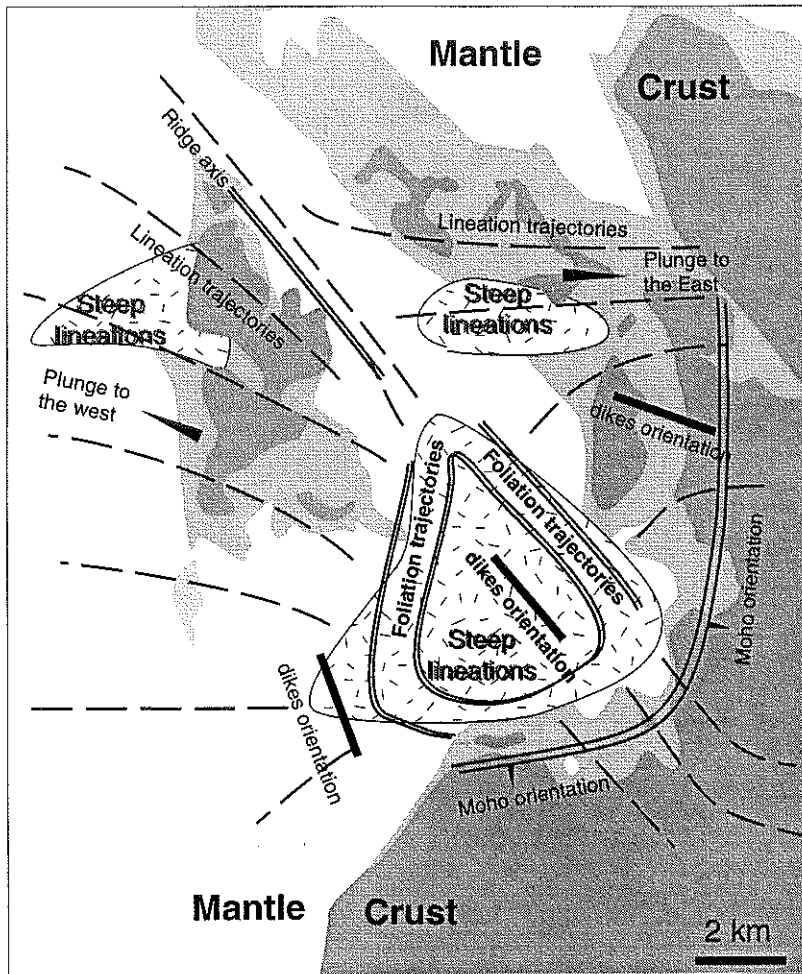 Mantle
Crust
Ridge axis
Lineation trajectories
Lineation trajectories
Plunge to
the East
Steep
lineations
Steep
lineations
Plunge to
the west
dikes orientation
Foliation trajectories
Foliation trajectories
dikes orientation
Steep
lineations
Moho orientation
dikes orientation
Moho orientation
Mantle
Crust
2 km